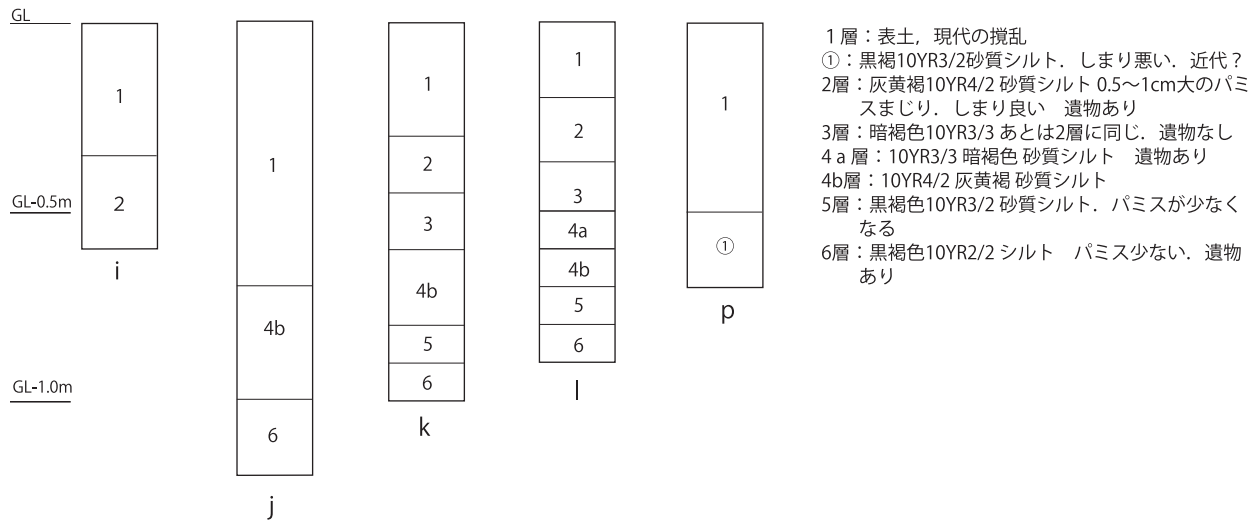 GL
GL-0.5m
GL-1.0m
1
2
i
1
4b
6
j
1
2
3
4b
5
6
k
1
2
3
4a
4b
5
6
l
1
①
p
1層：表土，現代の撹乱
①：黒褐10YR3/2砂質シルト．しまり悪い．近代？
2層：灰黄褐10YR4/2 砂質シルト 0.5〜1cm大のパミ
スまじり．しまり良い　遺物あり
3層：暗褐色10YR3/3 あとは2層に同じ．遺物なし
4 a 層：10YR3/3 暗褐色 砂質シルト　遺物あり
4b層：10YR4/2 灰黄褐 砂質シルト
5層：黒褐色10YR3/2 砂質シルト．パミスが少なく
なる
6層：黒褐色10YR2/2 シルト　パミス少ない．遺物
あり